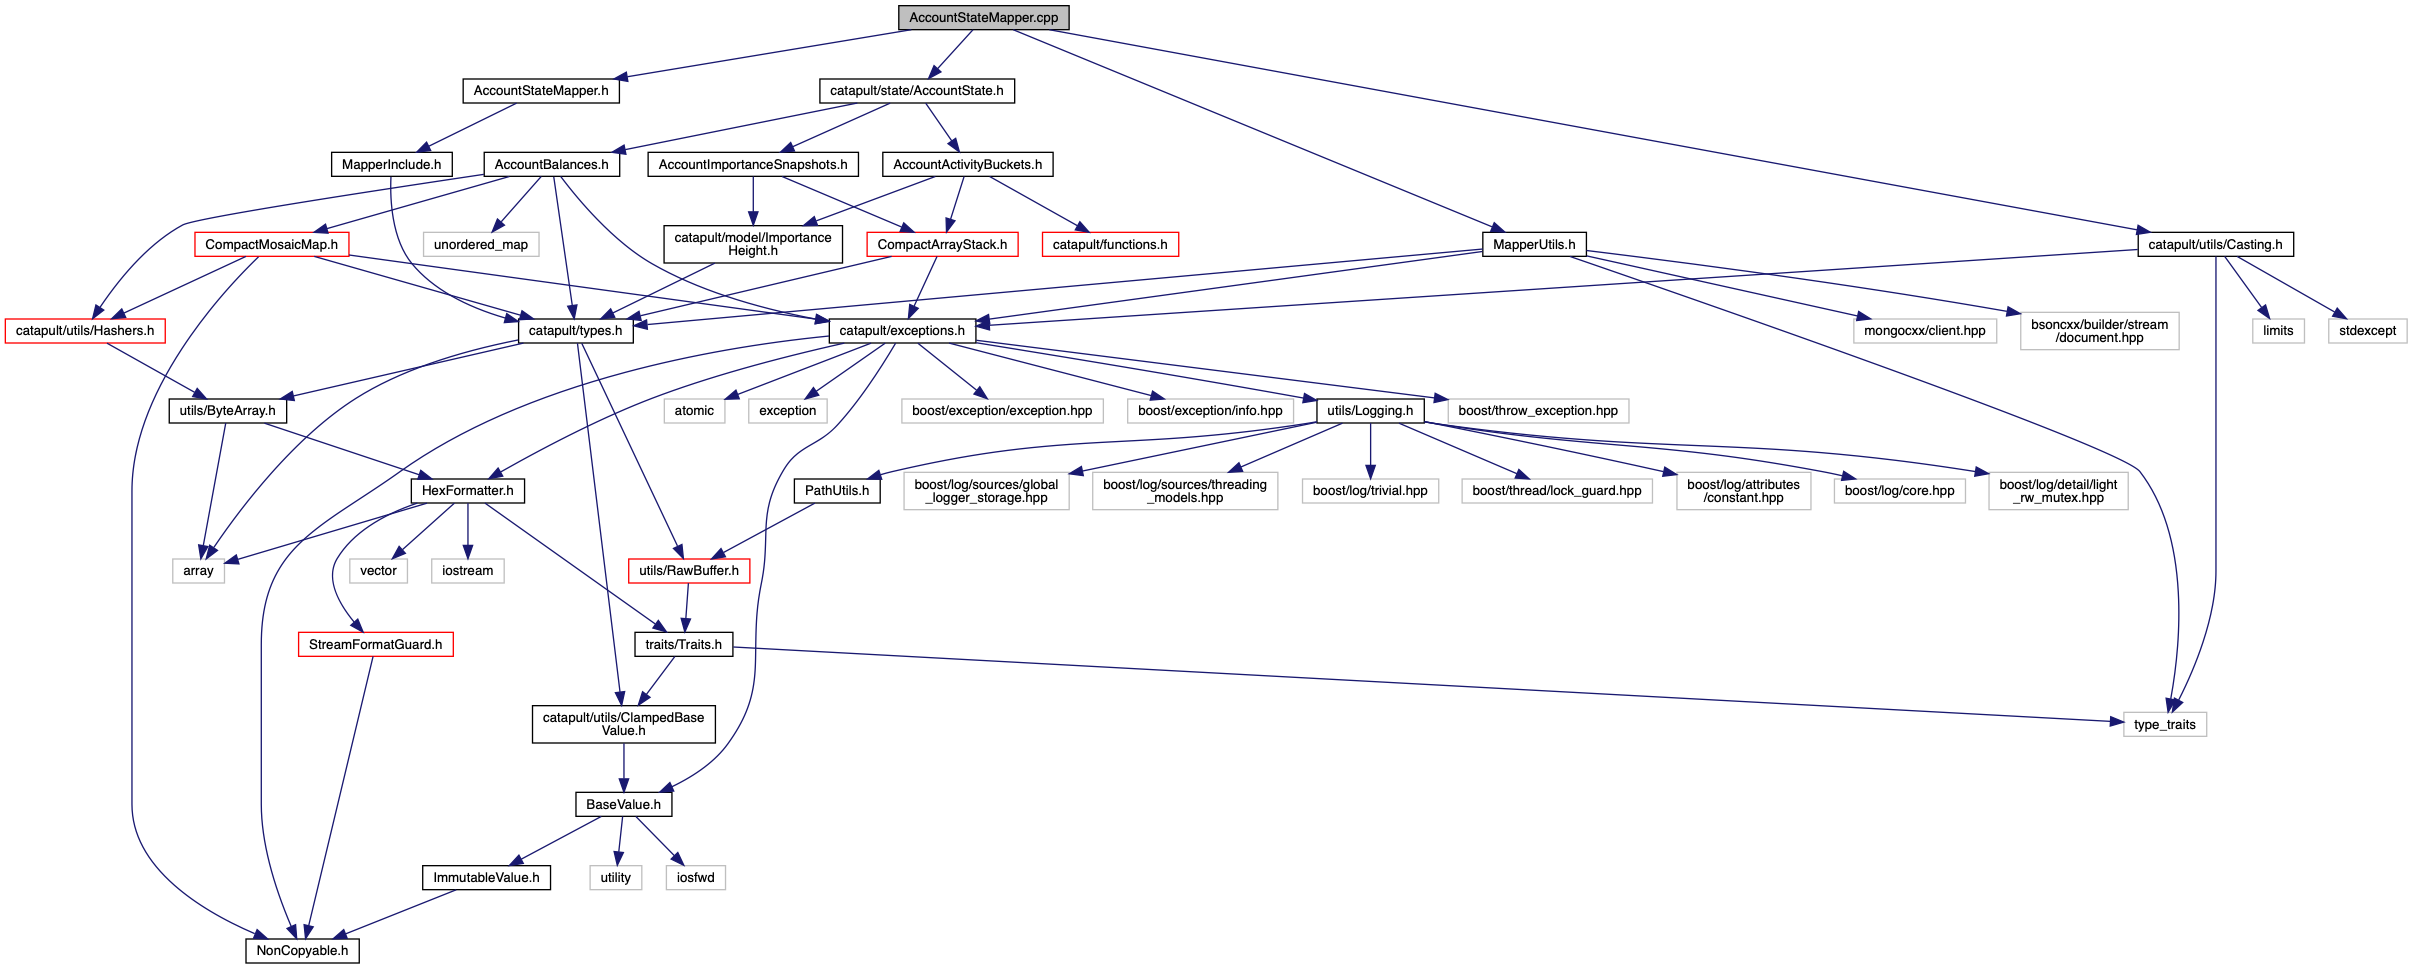 AccountStateMapper.cpp
AccountStateMapper.h
catapult/state/AccountState.h
MapperInclude.h
AccountBalances.h
AccountImportanceSnapshots.h
AccountActivityBuckets.h
CompactMosaicMap.h
unordered_map
catapult/model/Importance
Height.h
CompactArrayStack.h
catapult/functions.h
MapperUtils.h
catapult/utils/Casting.h
catapult/utils/Hashers.h
catapult/types.h
catapult/exceptions.h
mongocxx/client.hpp
bsoncxx/builder/stream
/document.hpp
limits
stdexcept
utils/ByteArray.h
atomic
exception
boost/exception/exception.hpp
boost/exception/info.hpp
utils/Logging.h
boost/throw_exception.hpp
HexFormatter.h
PathUtils.h
boost/log/sources/global
_logger_storage.hpp
boost/log/sources/threading
_models.hpp
boost/log/trivial.hpp
boost/thread/lock_guard.hpp
boost/log/attributes
/constant.hpp
boost/log/core.hpp
boost/log/detail/light
_rw_mutex.hpp
array
vector
iostream
utils/RawBuffer.h
StreamFormatGuard.h
traits/Traits.h
catapult/utils/ClampedBase
Value.h
type_traits
BaseValue.h
ImmutableValue.h
utility
iosfwd
NonCopyable.h